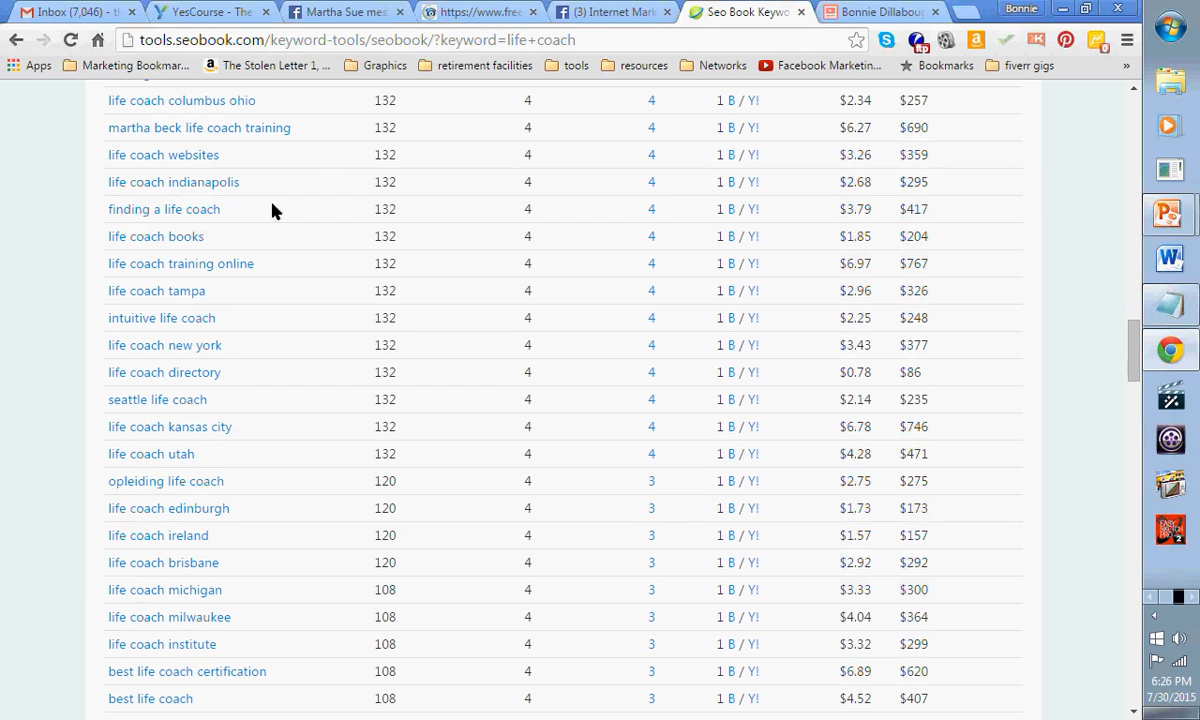 Inbox (7,046) -
YesCourse - The
Martha Sue mes
https://www.free
(3) Internet Mark
Seo Book Keywo
Bonnie Dillaboug
Bonnie
tools.seobook.com/keyword-tools/seobook/?keyword=life+coach
Apps Marketing Bookmar... The Stolen Letter 1, ... Graphics retirement facilities tools resources Networks Facebook Marketin... Bookmarks fiverr gigs »
life coach columbus ohio 132 4 4 1 B / Y! $2.34 $257
martha beck life coach training 132 4 4 1 B / Y! $6.27 $690
life coach websites 132 4 4 1 B / Y! $3.26 $359
life coach indianapolis 132 4 4 1 B / Y! $2.68 $295
finding a life coach 132 4 4 1 B / Y! $3.79 $417
life coach books 132 4 4 1 B / Y! $1.85 $204
life coach training online 132 4 4 1 B / Y! $6.97 $767
life coach tampa 132 4 4 1 B / Y! $2.96 $326
intuitive life coach 132 4 4 1 B / Y! $2.25 $248
life coach new york 132 4 4 1 B / Y! $3.43 $377
life coach directory 132 4 4 1 B / Y! $0.78 $86
seattle life coach 132 4 4 1 B / Y! $2.14 $235
life coach kansas city 132 4 4 1 B / Y! $6.78 $746
life coach utah 132 4 4 1 B / Y! $4.28 $471
opleiding life coach 120 4 3 1 B / Y! $2.75 $275
life coach edinburgh 120 4 3 1 B / Y! $1.73 $173
life coach ireland 120 4 3 1 B / Y! $1.57 $157
life coach brisbane 120 4 3 1 B / Y! $2.92 $292
life coach michigan 108 4 3 1 B / Y! $3.33 $300
life coach milwaukee 108 4 3 1 B / Y! $4.04 $364
life coach institute 108 4 3 1 B / Y! $3.32 $299
best life coach certification 108 4 3 1 B / Y! $6.89 $620
best life coach 108 4 3 1 B / Y! $4.52 $407
6:26 PM
7/30/2015